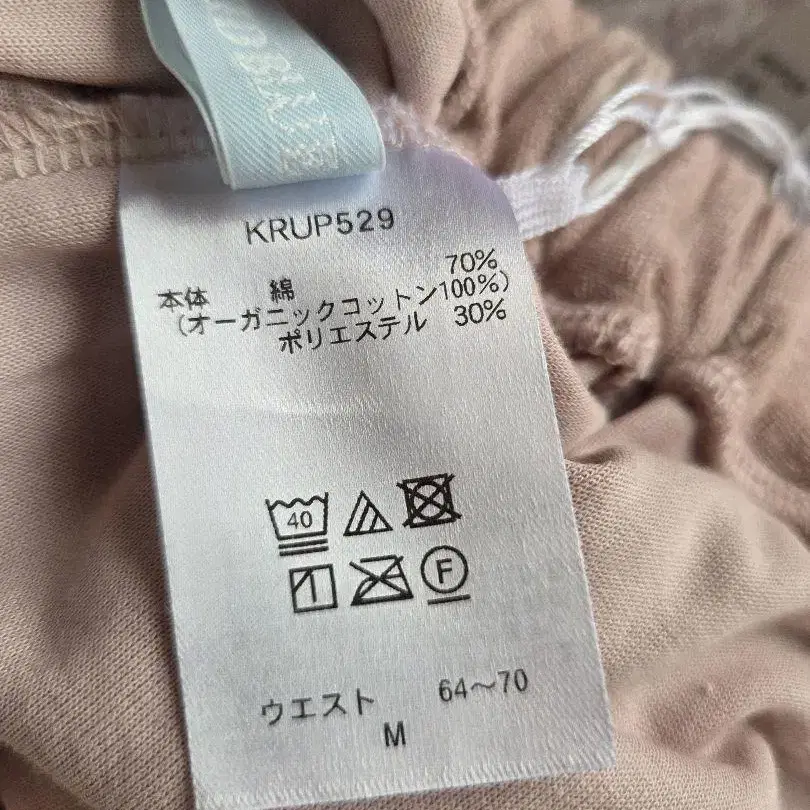 KRUP529
本体 綿 70%
(オーガニックコットン100%)
ポリエステル 30%
40
F
ウエスト 64〜70
M